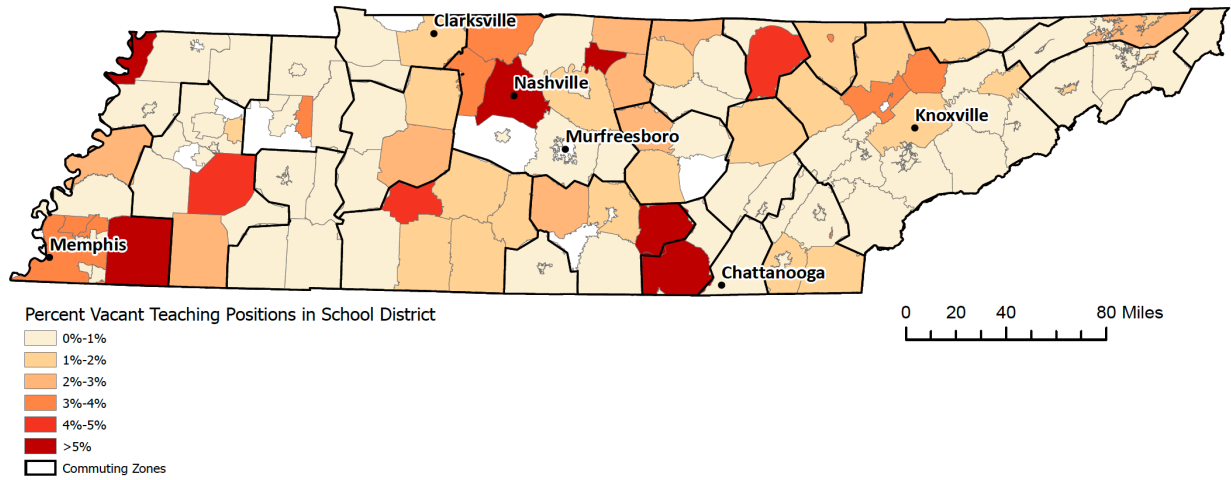 Clarksville
Nashville
Murfreesboro
Knoxville
Memphis
Chattanooga
Percent Vacant Teaching Positions in School District
0%-1%
1%-2%
2%-3%
3%-4%
4%-5%
>5%
Commuting Zones
0 20 40 80 Miles